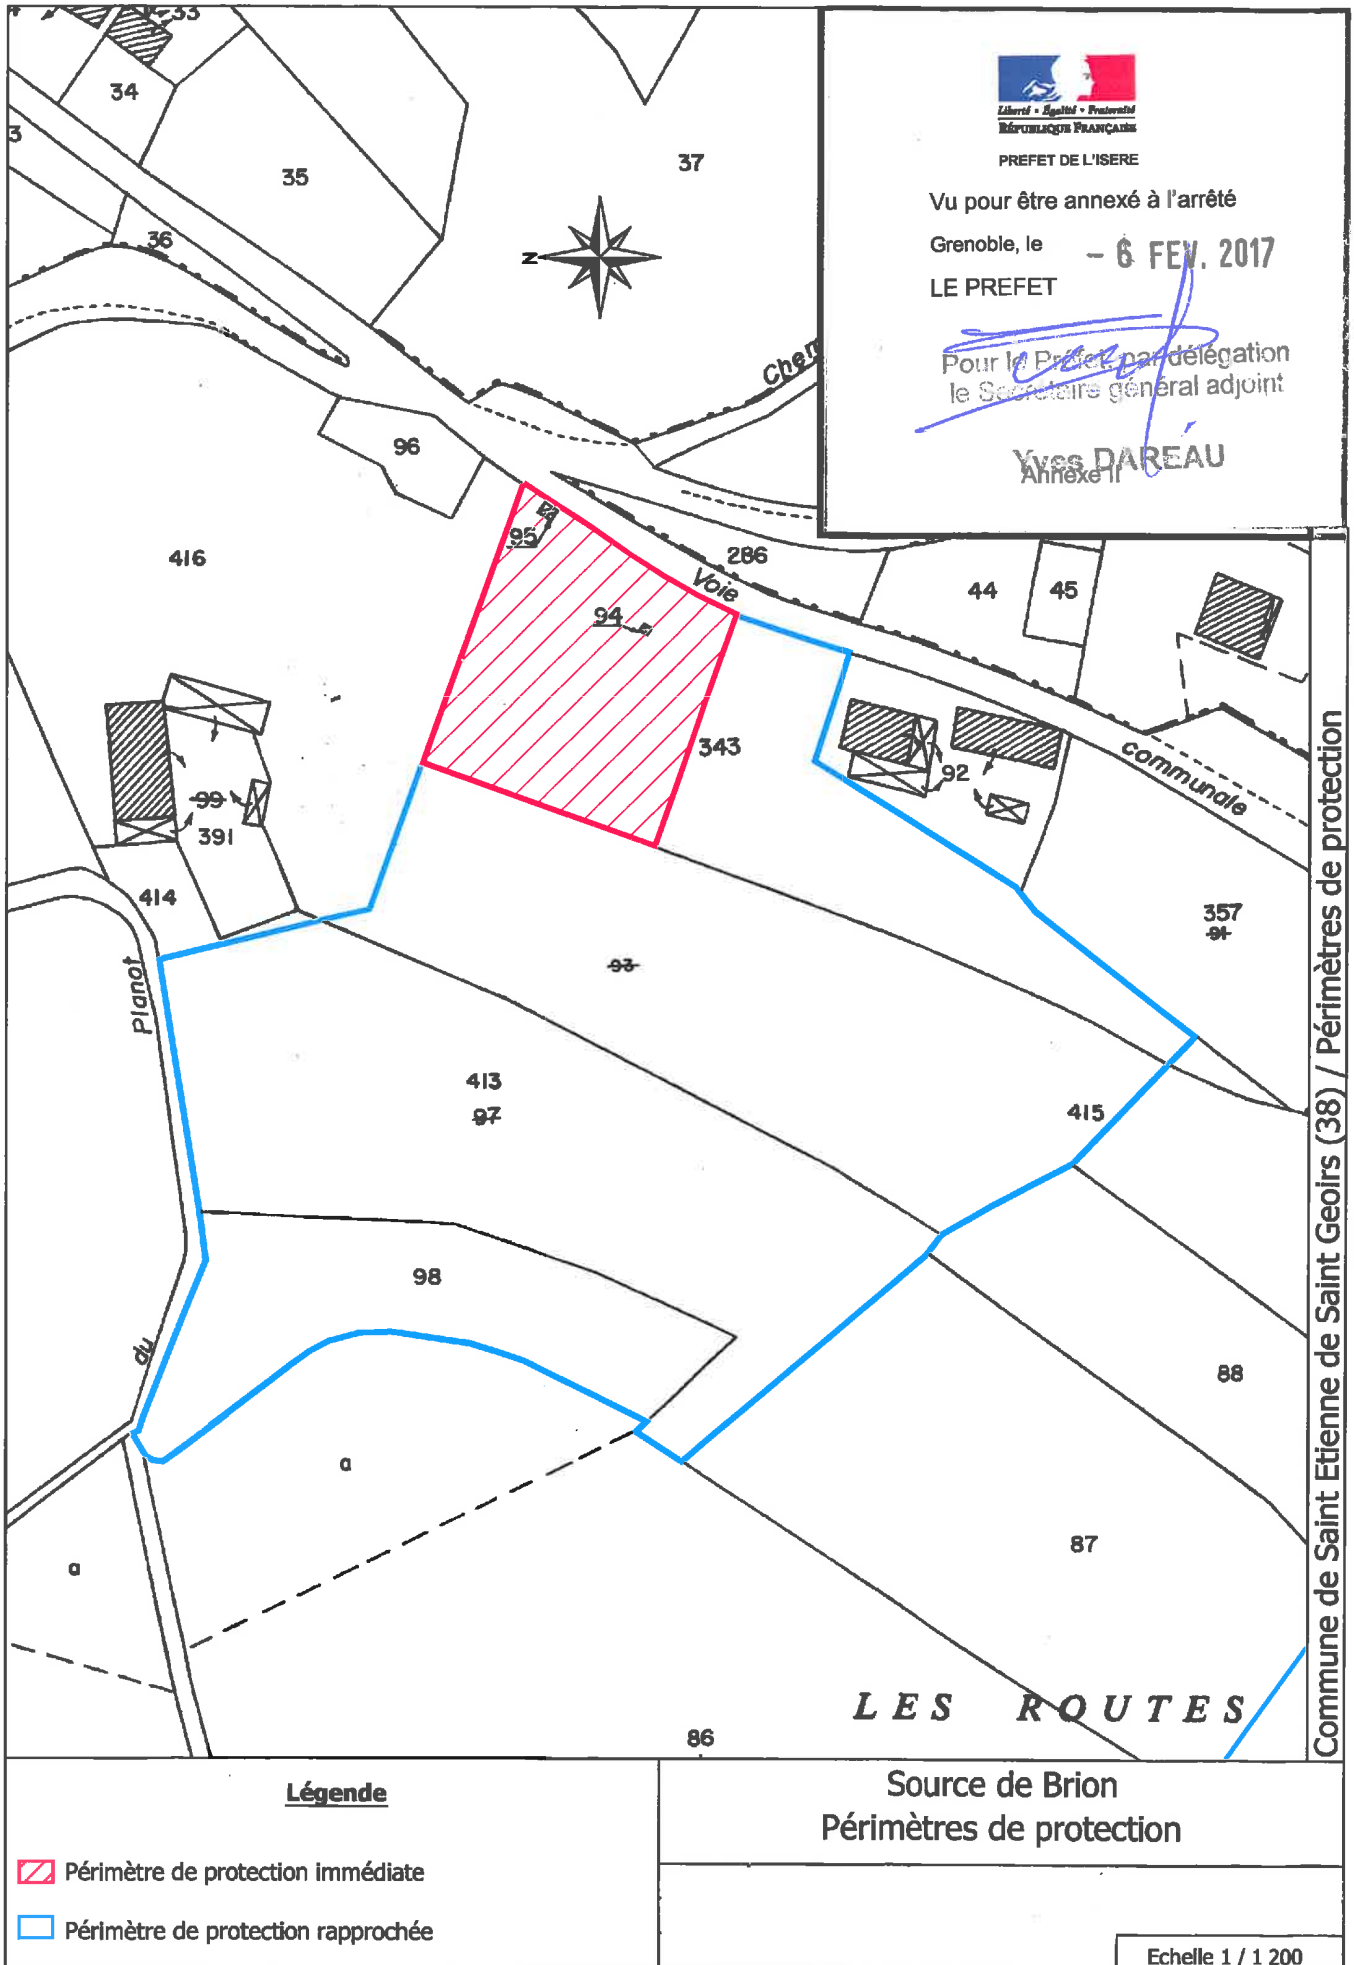 33
34
3
35
36
37
N
Liberté • Égalité • Fraternité
RÉPUBLIQUE FRANÇAISE
PREFET DE L'ISERE
Vu pour être annexé à l'arrêté
Grenoble, le - 6 FEV. 2017
LE PREFET
Pour le Préfet, par délégation
le Secrétaire général adjoint
Yves DAREAU
Annexe II
Chem
96
416
95
94
286
Voie
44
45
343
92
communale
99
391
414
357
91
93
Planot
413
97
415
98
du
88
a
a
87
LES ROUTES
86
Commune de Saint Etienne de Saint Geoirs (38) / Périmètres de protection
Légende
Périmètre de protection immédiate
Périmètre de protection rapprochée
Source de Brion
Périmètres de protection
Echelle 1 / 1 200